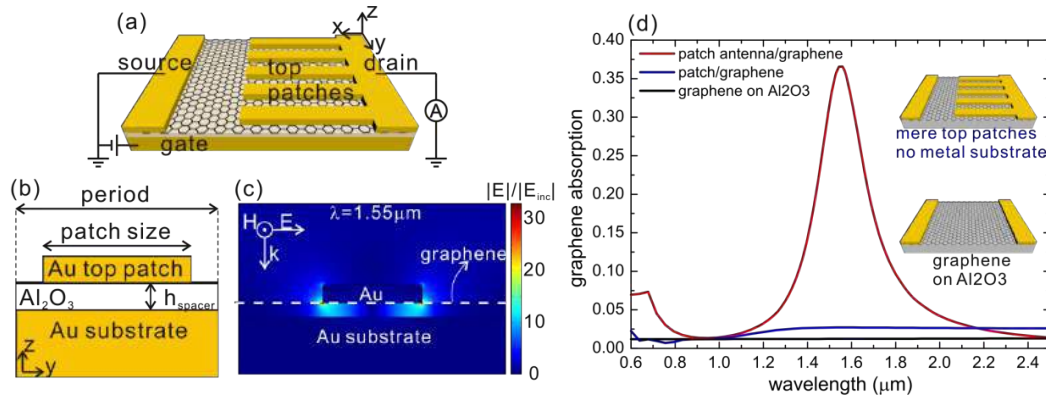 (a)
z
x
y
source
top
patches
drain
A
gate
(b)
period
patch size
Au top patch
Al2O3
hspacer
Au substrate
z
y
(c)
|E|/|Einc|
λ=1.55μm
H
E
k
graphene
Au
Au substrate
30
20
10
0
(d)
0.40
0.35
0.30
0.25
0.20
0.15
0.10
0.05
0.00
graphene absorption
patch antenna/graphene
patch/graphene
graphene on Al2O3
mere top patches
no metal substrate
graphene
on Al2O3
0.6 0.8 1.0 1.2 1.4 1.6 1.8 2.0 2.2 2.4
wavelength (μm)